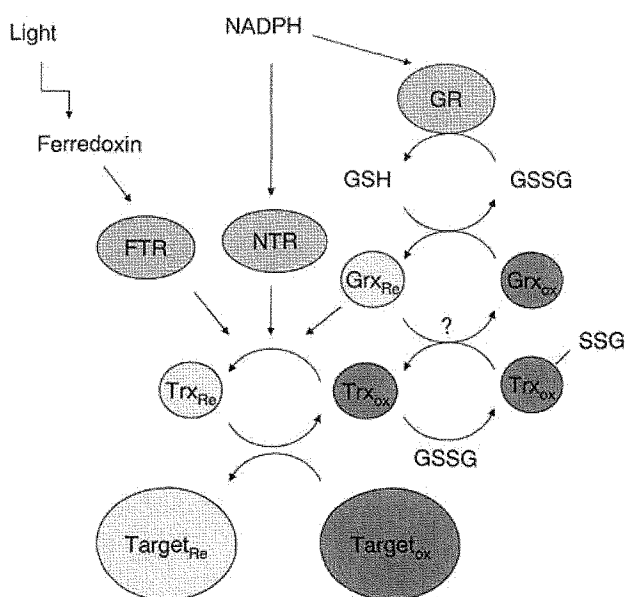 Light
NADPH
GR
Ferredoxin
GSH
GSSG
FTR
NTR
GrxRe
Grxox
?
SSG
TrxRe
Trxox
Trxox
GSSG
TargetRe
Targetox